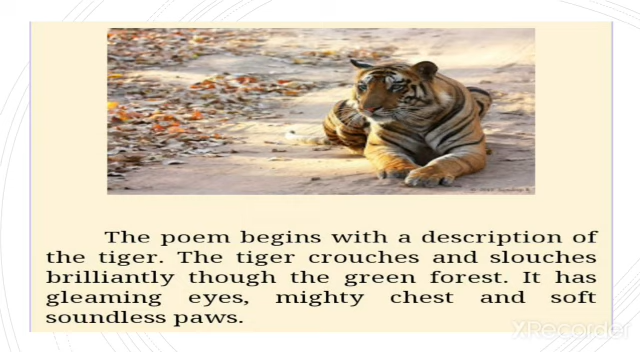 The poem begins with a description of
the tiger. The tiger crouches and slouches
brilliantly though the green forest. It has
gleaming eyes, mighty chest and soft
soundless paws.
XRecorder